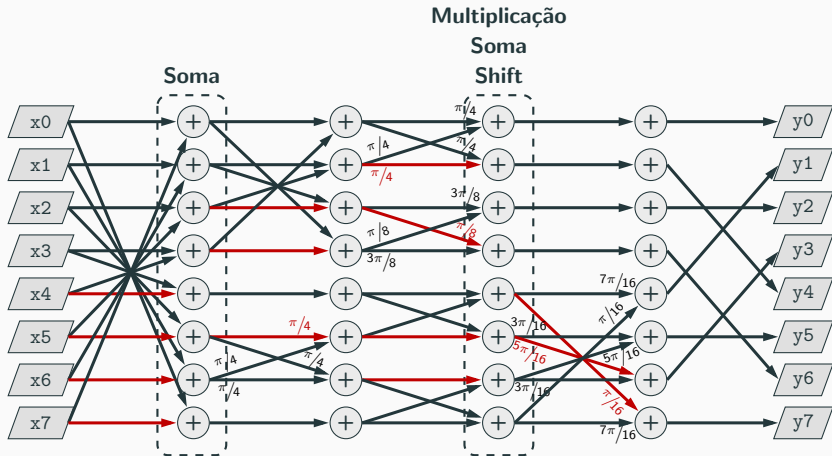 Multiplicação
Soma
Soma
Shift
x0 + + π/4 + + y0
π/4 π/4
x1 + + + + y1
π/4
x2 + + 3π/8 + + y2
π/8 π/8
x3 + + 3π/8 + + y3
x4 + + + 7π/16 + y4
π/16
x5 + π/4 + + 3π/16 + y5
π/4 π/4 5π/16 5π/16
x6 + + + + y6
π/4 3π/16 π/16
x7 + + + 7π/16 + y7